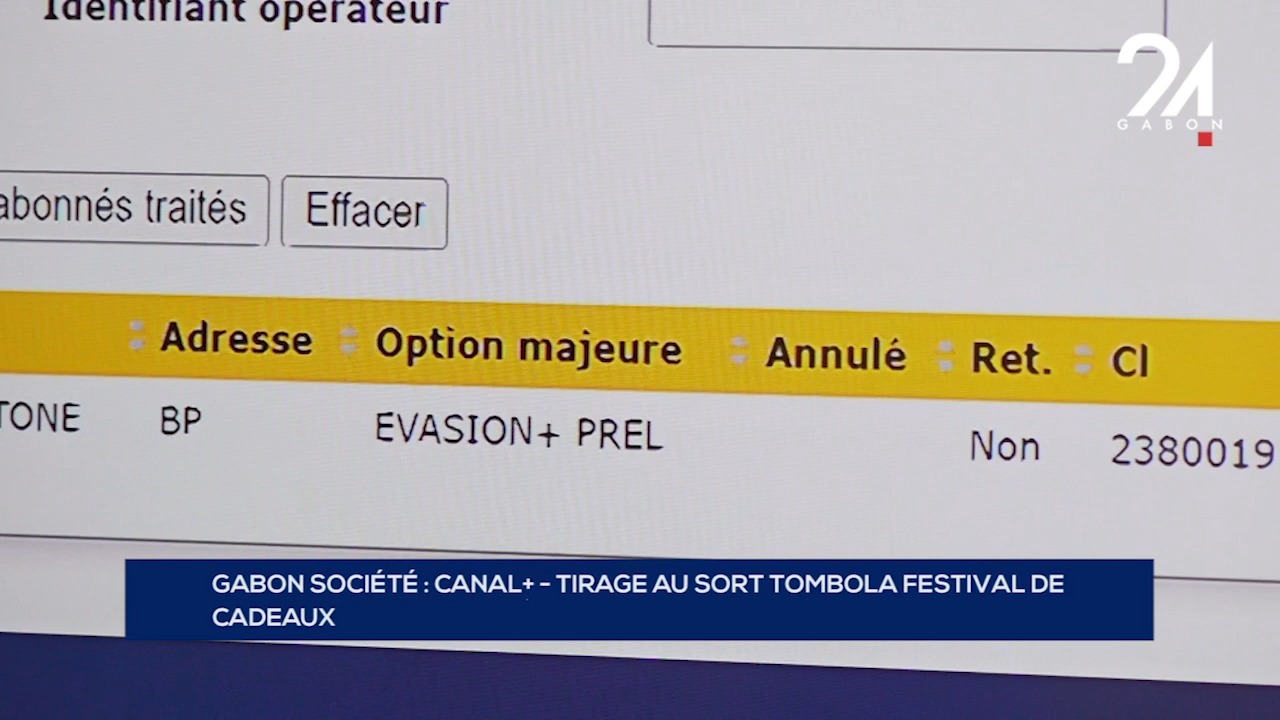 Identifiant opérateur
24
GABON
abonnés traités
Effacer
Adresse
Option majeure
Annulé
Ret.
Cl
TONE
BP
EVASION+ PREL
Non
2380019
GABON SOCIÉTÉ : CANAL+ - TIRAGE AU SORT TOMBOLA FESTIVAL DE
CADEAUX